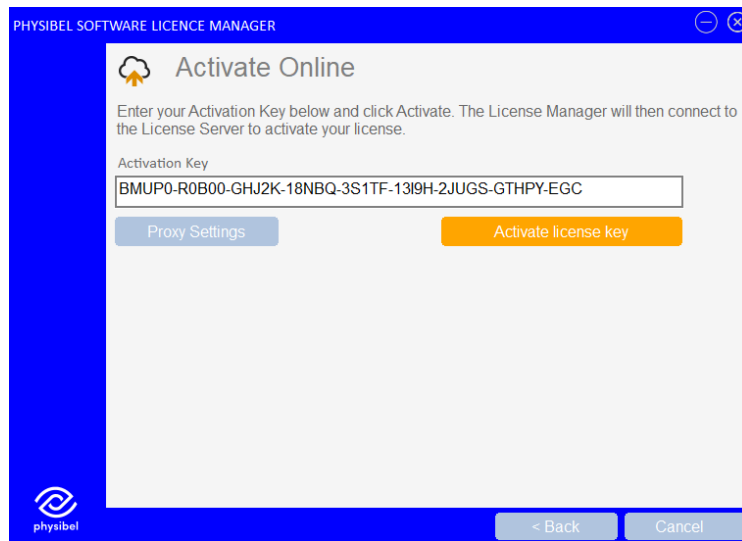 PHYSIBEL SOFTWARE LICENCE MANAGER
Activate Online
Enter your Activation Key below and click Activate. The License Manager will then connect to
the License Server to activate your license.
Activation Key
BMUP0-R0B00-GHJ2K-18NBQ-3S1TF-13I9H-2JUGS-GTHPY-EGC
Proxy Settings
Activate license key
physibel
< Back
Cancel